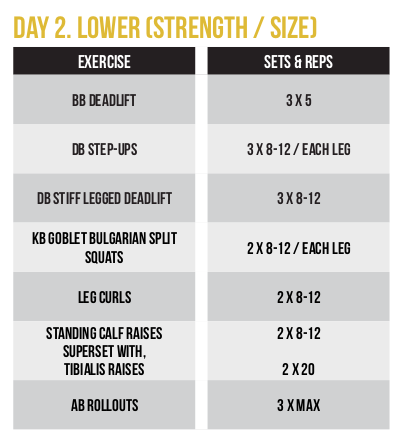 DAY 2. LOWER (STRENGTH / SIZE)
EXERCISE
SETS & REPS
BB DEADLIFT
3 X 5
DB STEP-UPS
3 X 8-12 / EACH LEG
DB STIFF LEGGED DEADLIFT
3 X 8-12
KB GOBLET BULGARIAN SPLIT
SQUATS
2 X 8-12 / EACH LEG
LEG CURLS
2 X 8-12
STANDING CALF RAISES
SUPERSET WITH,
TIBIALIS RAISES
2 X 8-12
2 X 20
AB ROLLOUTS
3 X MAX